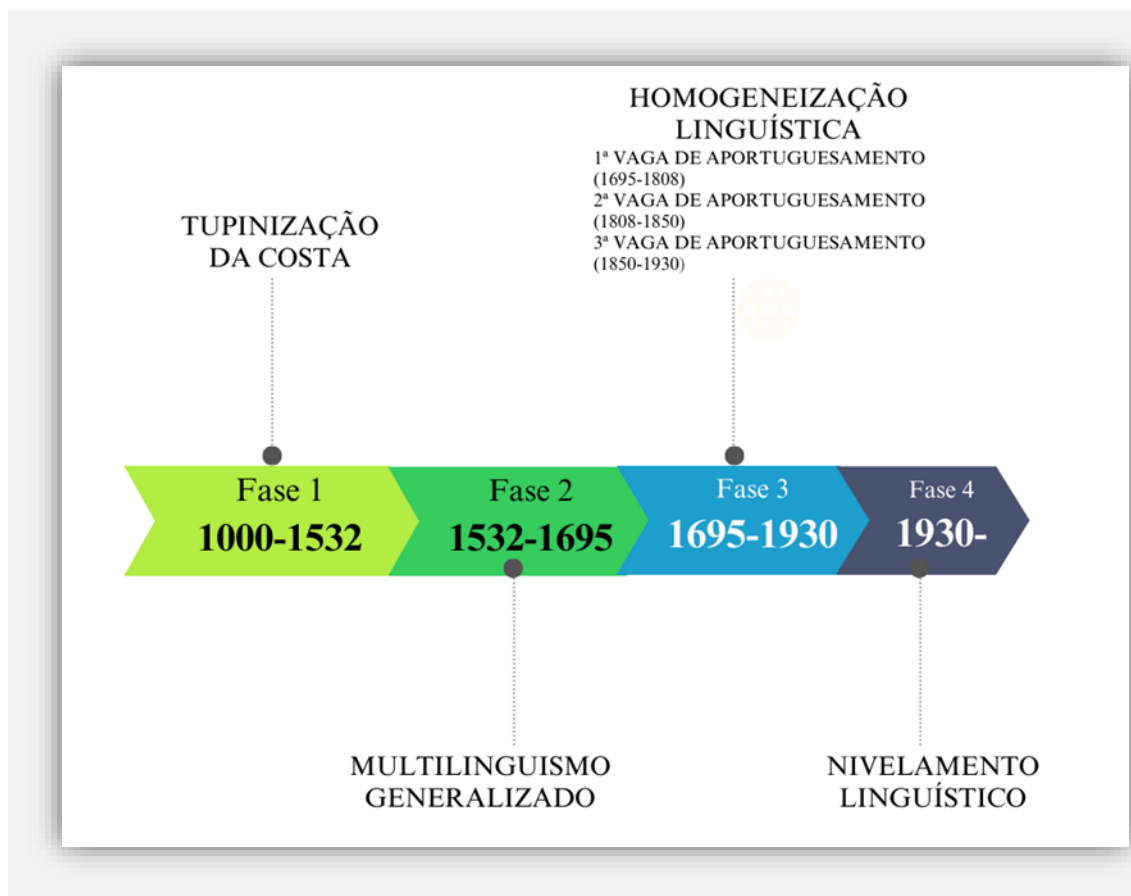 HOMOGENEIZAÇÃO
LINGUÍSTICA
1ª VAGA DE APORTUGUESAMENTO
(1695-1808)
2ª VAGA DE APORTUGUESAMENTO
(1808-1850)
3ª VAGA DE APORTUGUESAMENTO
(1850-1930)
TUPINIZAÇÃO
DA COSTA
Fase 1
1000-1532
Fase 2
1532-1695
Fase 3
1695-1930
Fase 4
1930-
MULTILINGUISMO
GENERALIZADO
NIVELAMENTO
LINGUÍSTICO